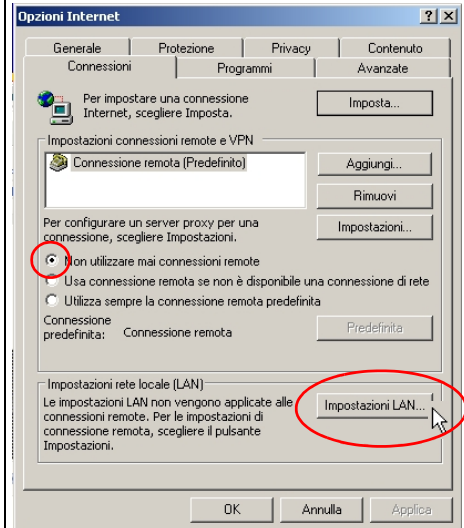 Opzioni Internet
Generale Protezione Privacy Contenuto
Connessioni Programmi Avanzate
Per impostare una connessione
Internet, scegliere Imposta.
Imposta...
Impostazioni connessioni remote e VPN
Connessione remota (Predefinito)
Aggiungi...
Rimuovi
Per configurare un server proxy per una
connessione, scegliere Impostazioni.
Impostazioni...
Non utilizzare mai connessioni remote
Usa connessione remota se non è disponibile una connessione di rete
Utilizza sempre la connessione remota predefinita
Connessione
predefinita: Connessione remota
Predefinita
Impostazioni rete locale (LAN)
Le impostazioni LAN non vengono applicate alle
connessioni remote. Per le impostazioni di
connessione remota, scegliere il pulsante
Impostazioni.
Impostazioni LAN...
OK Annulla Applica